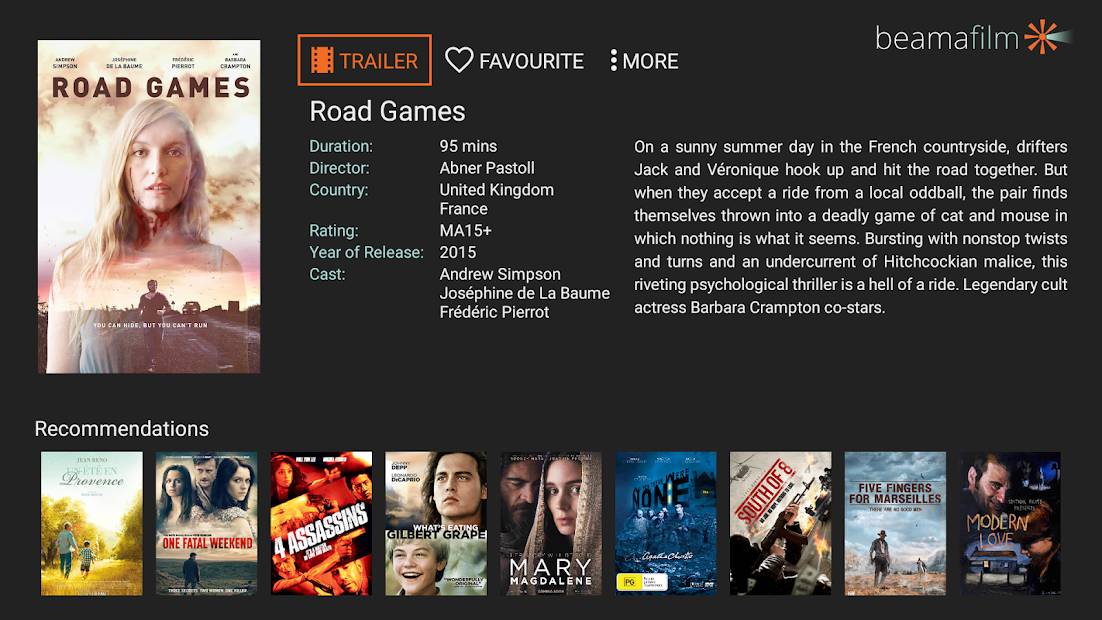 beamafilm
TRAILER
FAVOURITE
MORE
ANDREW SIMPSON
JOSÉPHINE DE LA BAUME
FRÉDÉRIC PIERROT
AND BARBARA CRAMPTON
ROAD GAMES
YOU CAN HIDE, BUT YOU CAN'T RUN
Road Games
Duration: 95 mins
Director: Abner Pastoll
Country: United Kingdom
France
Rating: MA15+
Year of Release: 2015
Cast: Andrew Simpson
Joséphine de La Baume
Frédéric Pierrot
On a sunny summer day in the French countryside, drifters
Jack and Véronique hook up and hit the road together. But
when they accept a ride from a local oddball, the pair finds
themselves thrown into a deadly game of cat and mouse in
which nothing is what it seems. Bursting with nonstop twists
and turns and an undercurrent of Hitchcockian malice, this
riveting psychological thriller is a hell of a ride. Legendary cult
actress Barbara Crampton co-stars.
Recommendations
JEAN RENO
UN ÉTÉ EN
Provence
ONE FATAL WEEKEND
4 ASSASSINS
JOHNNY
DEPP
LEONARDO
DiCAPRIO
WHAT'S EATING
GILBERT GRAPE
"WONDERFULLY
ORIGINAL"
MARY
MAGDALENE
NONE
Agatha Christie
PG
SOUTH OF 8
FIVE FINGERS
FOR MARSEILLES
THERE ARE NO GOOD MEN
MODERN
LOVE